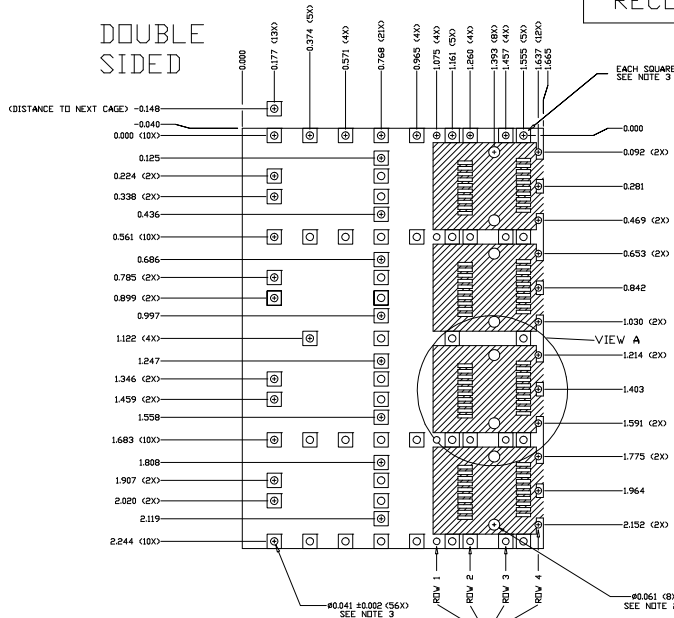 RECO
DOUBLE
SIDED
0.000
0.177 (13X)
0.374 (5X)
0.571 (4X)
0.768 (21X)
0.965 (4X)
1.075 (4X)
1.161 (5X)
1.260 (4X)
1.393 (8X)
1.457 (4X)
1.555 (5X)
1.637 (12X)
1.665
EACH SQUARE
SEE NOTE 3
(DISTANCE TO NEXT CAGE) -0.148
-0.040
0.000 (10X)
0.125
0.224 (2X)
0.338 (2X)
0.436
0.561 (10X)
0.686
0.785 (2X)
0.899 (2X)
0.997
1.122 (4X)
1.247
1.346 (2X)
1.459 (2X)
1.558
1.683 (10X)
1.808
1.907 (2X)
2.020 (2X)
2.119
2.244 (10X)
0.000
0.092 (2X)
0.281
0.469 (2X)
0.653 (2X)
0.842
1.030 (2X)
VIEW A
1.214 (2X)
1.403
1.591 (2X)
1.775 (2X)
1.964
2.152 (2X)
ROW 1
ROW 2
ROW 3
ROW 4
ø0.041 ±0.002 (56X)
SEE NOTE 3
ø0.061 (8X
SEE NOTE